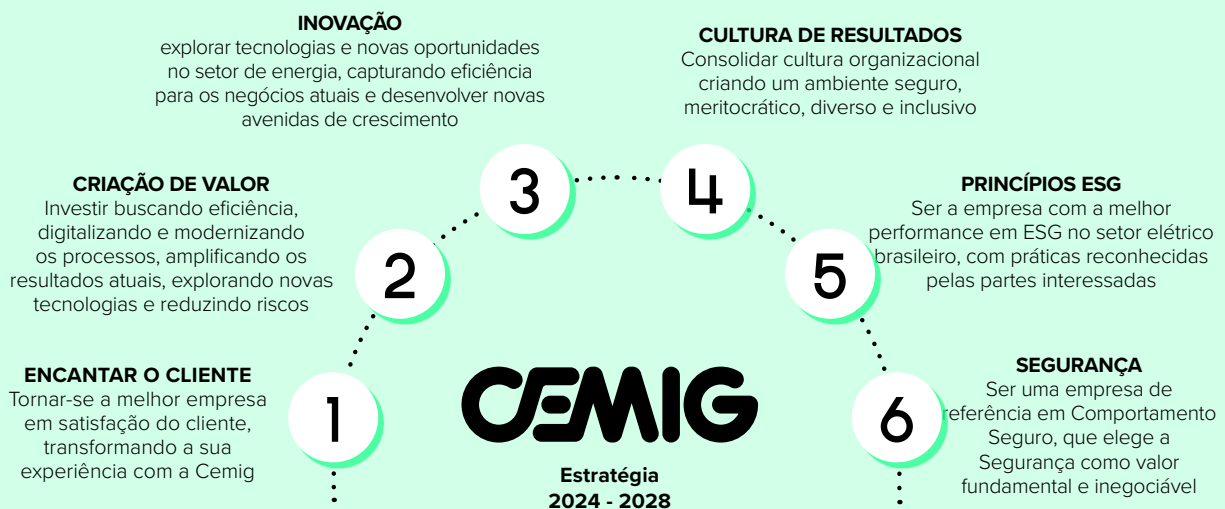 INOVAÇÃO
explorar tecnologias e novas oportunidades
no setor de energia, capturando eficiência
para os negócios atuais e desenvolver novas
avenidas de crescimento
CULTURA DE RESULTADOS
Consolidar cultura organizacional
criando um ambiente seguro,
meritocrático, diverso e inclusivo
3
4
CRIAÇÃO DE VALOR
Investir buscando eficiência,
digitalizando e modernizando
os processos, amplificando os
resultados atuais, explorando novas
tecnologias e reduzindo riscos
2
PRINCÍPIOS ESG
Ser a empresa com a melhor
performance em ESG no setor elétrico
brasileiro, com práticas reconhecidas
pelas partes interessadas
5
ENCANTAR O CLIENTE
Tornar-se a melhor empresa
em satisfação do cliente,
transformando a sua
experiência com a Cemig
1
CEMIG
Estratégia
2024 - 2028
SEGURANÇA
Ser uma empresa de
referência em Comportamento
Seguro, que elege a
Segurança como valor
fundamental e inegociável
6